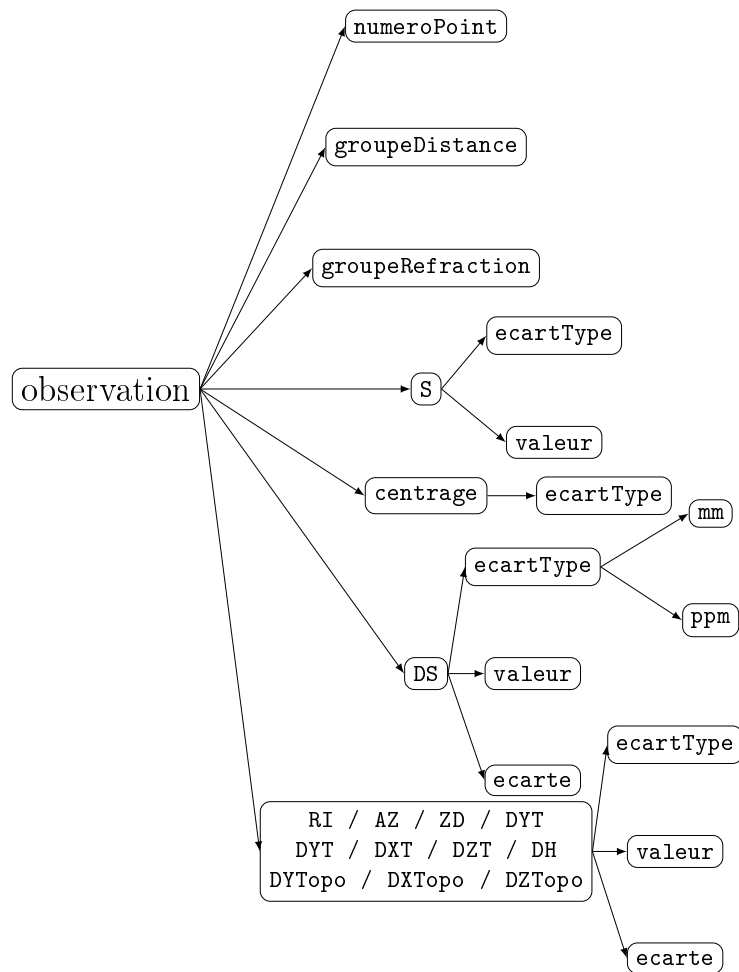 numeroPoint
groupeDistance
groupeRefraction
ecartType
observation
S
valeur
centrage
ecartType
mm
ecartType
ppm
DS
valeur
ecartType
ecarte
RI / AZ / ZD / DYT
DYT / DXT / DZT / DH
DYTopo / DXTopo / DZTopo
valeur
ecarte